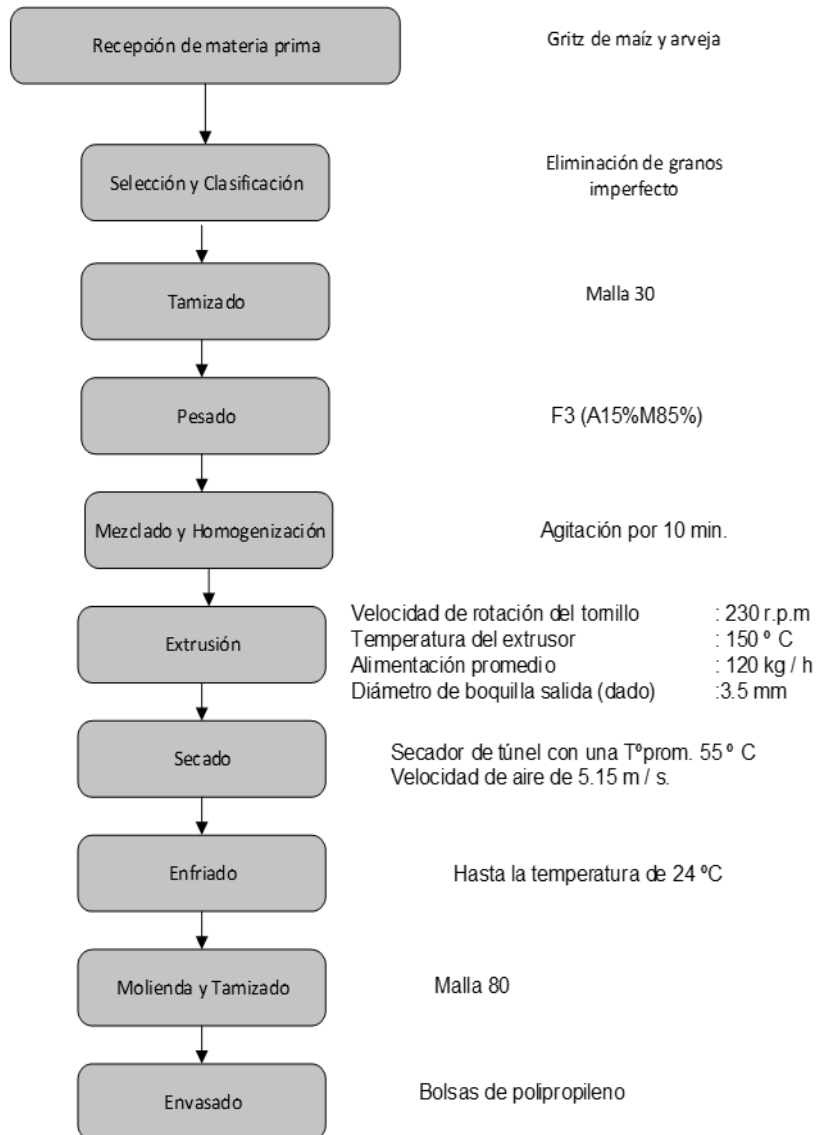 Recepción de materia prima
Gritz de maíz y arveja
Selección y Clasificación
Eliminación de granos
imperfecto
Tamizado
Malla 30
Pesado
F3 (A15%M85%)
Mezclado y Homogenización
Agitación por 10 min.
Extrusión
Velocidad de rotación del tornillo : 230 r.p.m
Temperatura del extrusor : 150 º C
Alimentación promedio : 120 kg / h
Diámetro de boquilla salida (dado) :3.5 mm
Secado
Secador de túnel con una Tºprom. 55 º C
Velocidad de aire de 5.15 m / s.
Enfriado
Hasta la temperatura de 24 ºC
Molienda y Tamizado
Malla 80
Envasado
Bolsas de polipropileno